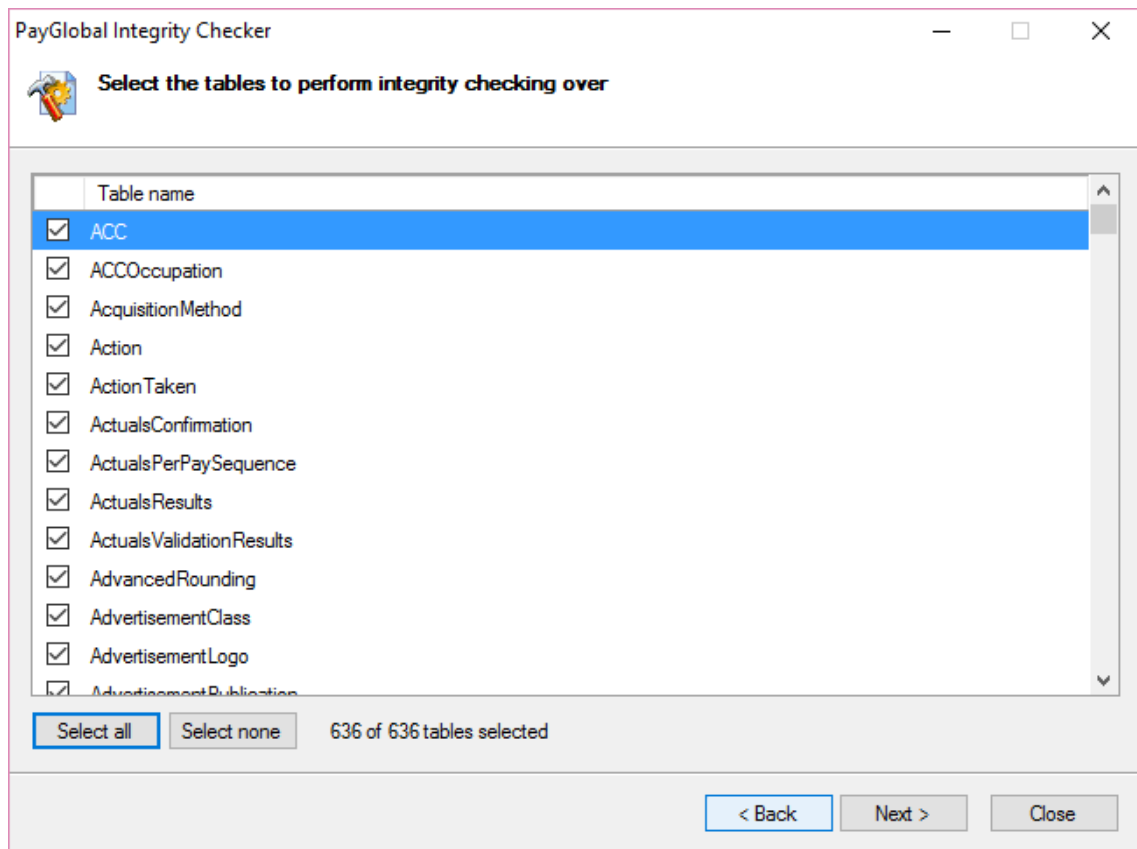 PayGlobal Integrity Checker
Select the tables to perform integrity checking over
Table name
ACC
ACCOccupation
AcquisitionMethod
Action
ActionTaken
ActualsConfirmation
ActualsPerPaySequence
ActualsResults
ActualsValidationResults
AdvancedRounding
AdvertisementClass
AdvertisementLogo
AdvertisementPublication
Select all Select none 636 of 636 tables selected
< Back Next > Close